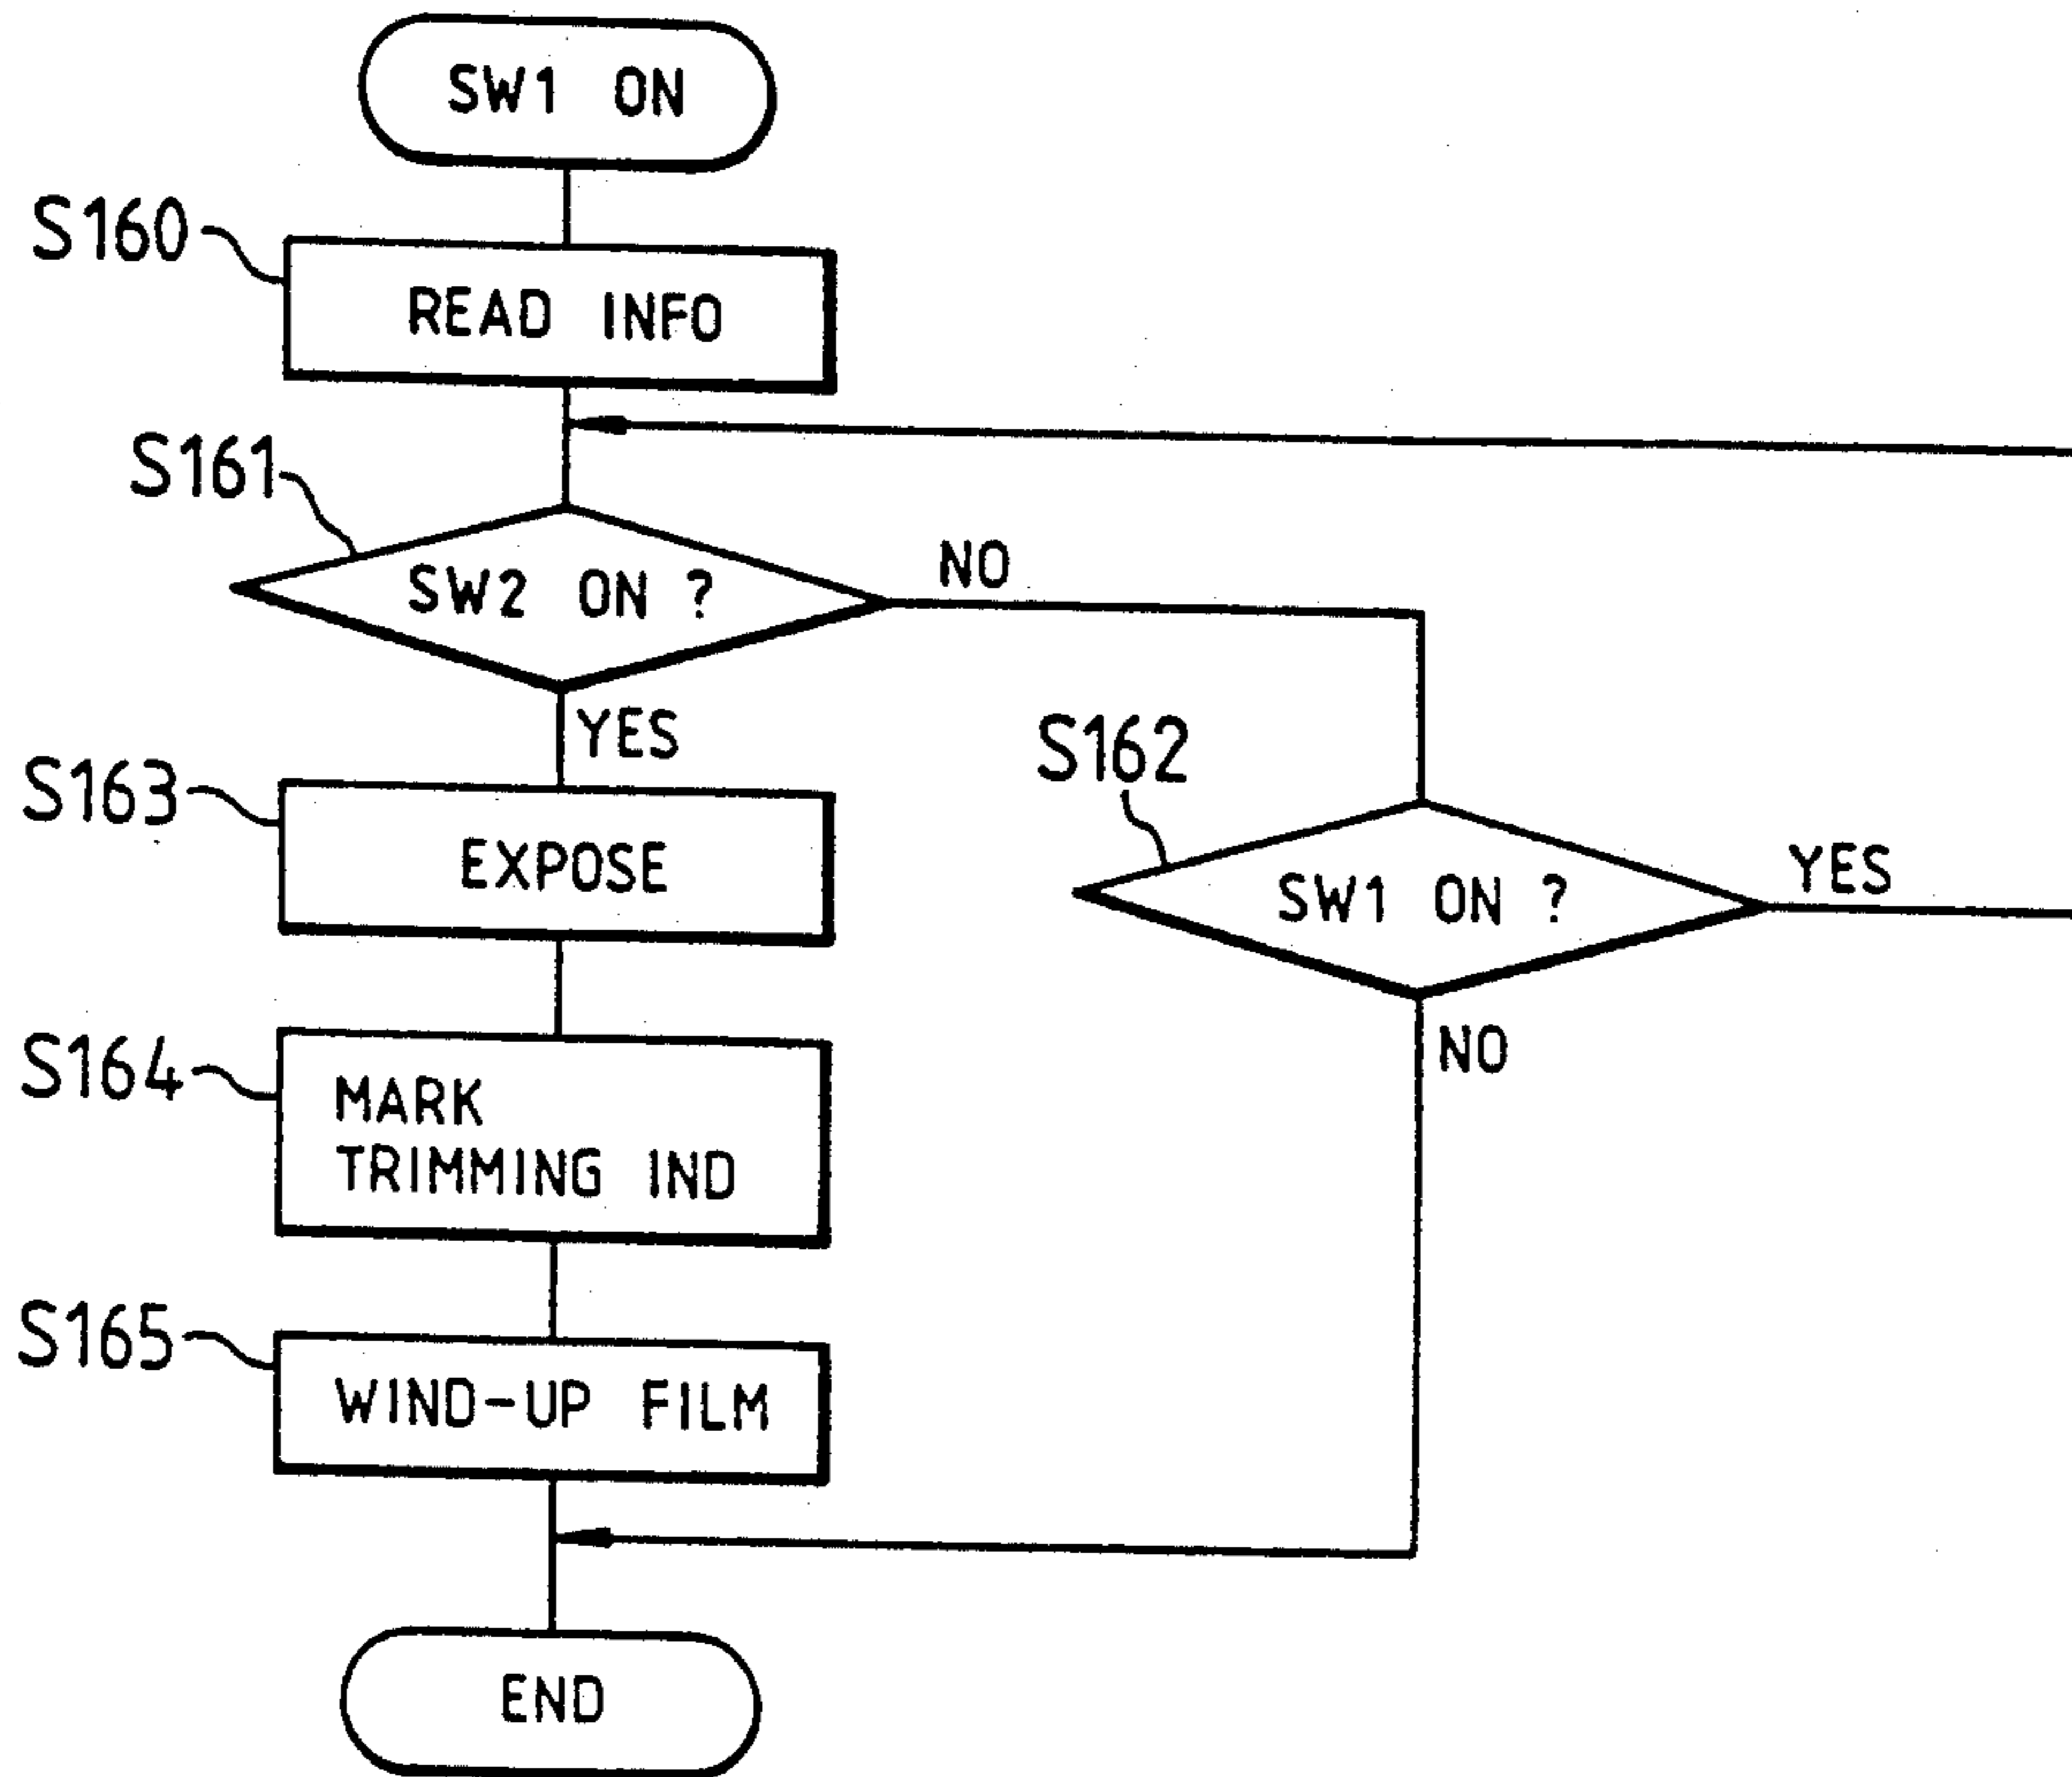 SW1 ON
S160
READ INFO
S161
SW2 ON ?
NO
YES
S162
SW1 ON ?
YES
NO
S163
EXPOSE
S164
MARK
TRIMMING IND
S165
WIND-UP FILM
END